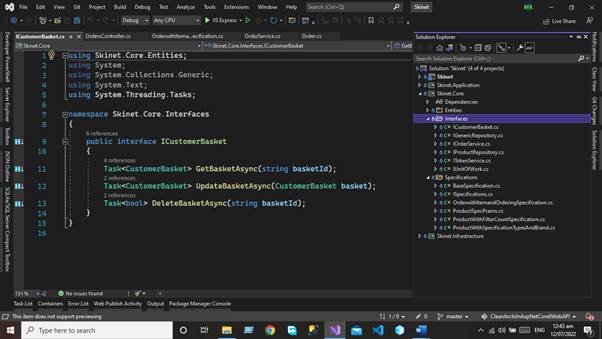 File Edit View Git Project Build Debug Test Analyze Tools Extensions Window Help Search (Ctrl+Q) Skinet MK
Debug Any CPU IIS Express Live Share
ICustomerBasket.cs OrdersController.cs OrderwithItemsa...ecification.cs OrderService.cs Order.cs
Skinet.Core Skinet.Core.Interfaces.ICustomerBasket
1 using Skinet.Core.Entities;
2 using System;
3 using System.Collections.Generic;
4 using System.Text;
5 using System.Threading.Tasks;
6
7 namespace Skinet.Core.Interfaces
8 {
6 references
9 public interface ICustomerBasket
10 {
4 references
11 Task<CustomerBasket> GetBasketAsync(string basketId);
2 references
12 Task<CustomerBasket> UpdateBasketAsync(CustomerBasket basket);
2 references
13 Task<bool> DeleteBasketAsync(string basketId);
14 }
15 }
16
131 % No issues found
Task List Containers Error List Web Publish Activity Output Package Manager Console
This item does not support previewing
1 / 0 0 master CleanArchInAspNetCore|WebAPI
Developer PowerShell
Server Explorer
Toolbox
JSON Outline
SQLite/SQL Server Compact Toolbox
Solution Explorer
Search Solution Explorer (Ctrl+;)
Solution 'Skinet' (4 of 4 projects)
Skinet
Skinet.Application
Skinet.Core
Dependencies
Entities
Interfaces
ICustomerBasket.cs
IGenericRepository.cs
IOrderService.cs
IProductRepository.cs
ITokenService.cs
IUnitOfWork.cs
Specifications
BaseSpecification.cs
ISpecifications.cs
OrderwithItemandOrderingSpecification.cs
ProductSpecPrams.cs
ProductWithFilterCountSpecification.cs
ProductWithSpecificationTypesAndBrand.cs
Skinet.Infrastracture
Notifications
Class View
Git Changes
Solution Explorer
Type here to search
ENG
12:43 am
12/07/2022